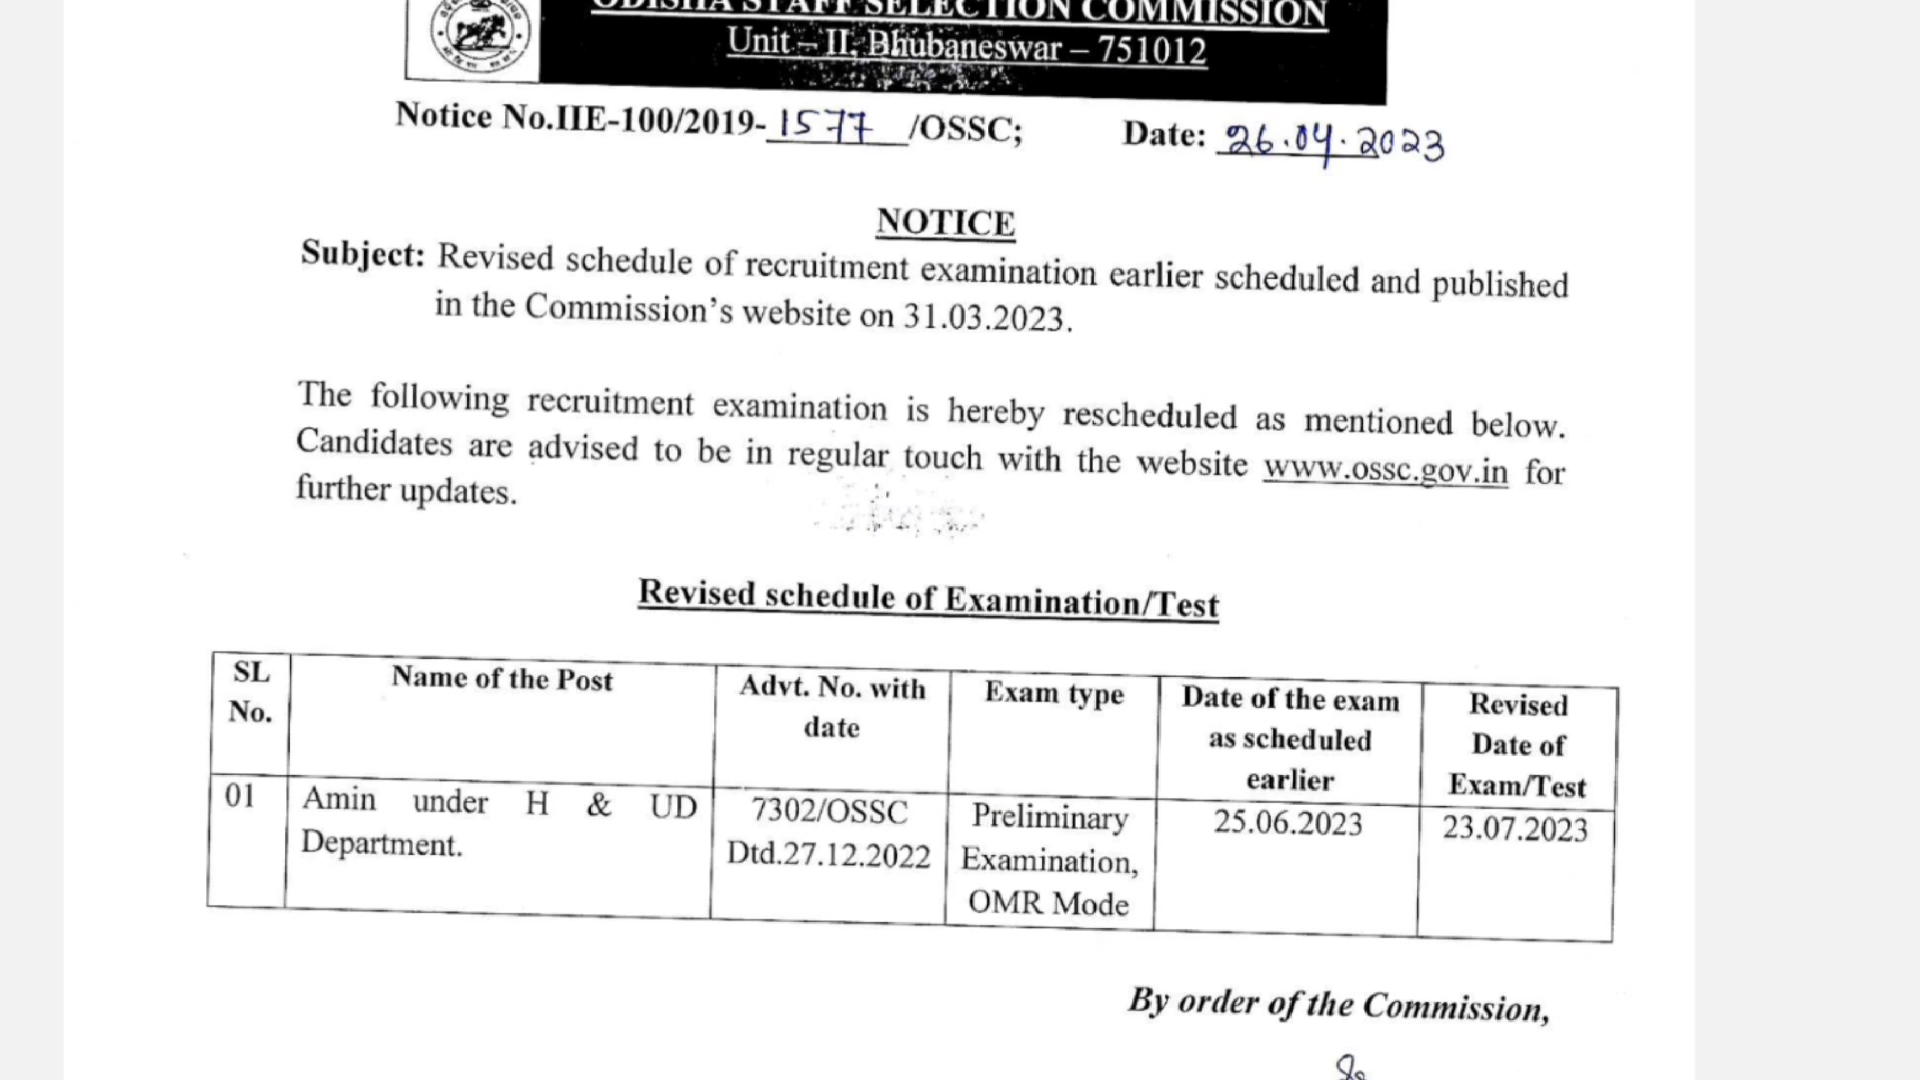 ODISHA STAFF SELECTION COMMISSION
Unit – II, Bhubaneswar – 751012
Notice No.IIE-100/2019- 1577 /OSSC; Date: 26.04.2023
NOTICE
Subject: Revised schedule of recruitment examination earlier scheduled and published
in the Commission's website on 31.03.2023.
The following recruitment examination is hereby rescheduled as mentioned below.
Candidates are advised to be in regular touch with the website www.ossc.gov.in for
further updates.
Revised schedule of Examination/Test
SL No. Name of the Post Advt. No. with date Exam type Date of the exam as scheduled earlier Revised Date of Exam/Test
01 Amin under H & UD Department. 7302/OSSC Dtd.27.12.2022 Preliminary Examination, OMR Mode 25.06.2023 23.07.2023
By order of the Commission,